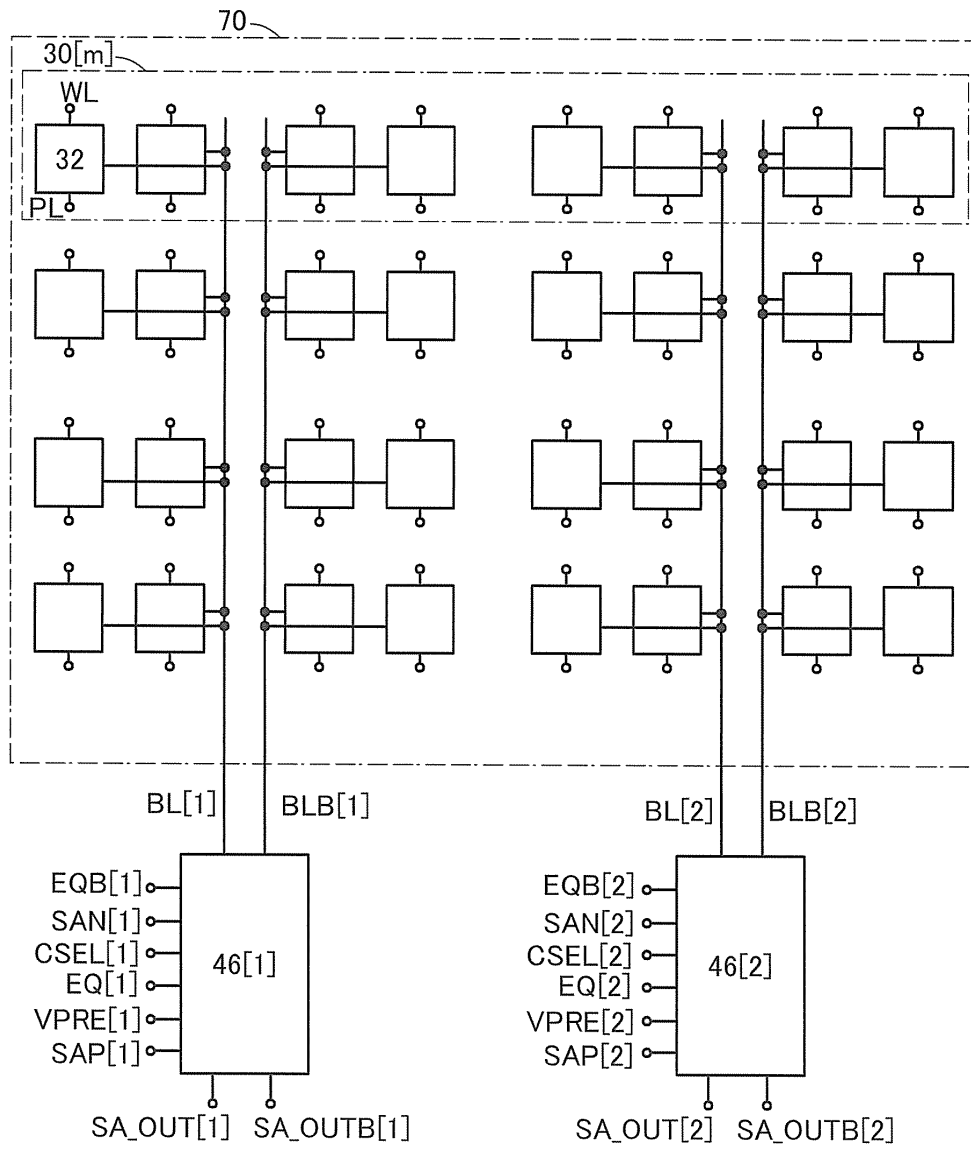 70
30[m]
WL
32
PL
BL[1]
BLB[1]
BL[2]
BLB[2]
EQB[1]
SAN[1]
CSEL[1]
EQ[1]
VPRE[1]
SAP[1]
46[1]
SA_OUT[1]
SA_OUTB[1]
EQB[2]
SAN[2]
CSEL[2]
EQ[2]
VPRE[2]
SAP[2]
46[2]
SA_OUT[2]
SA_OUTB[2]